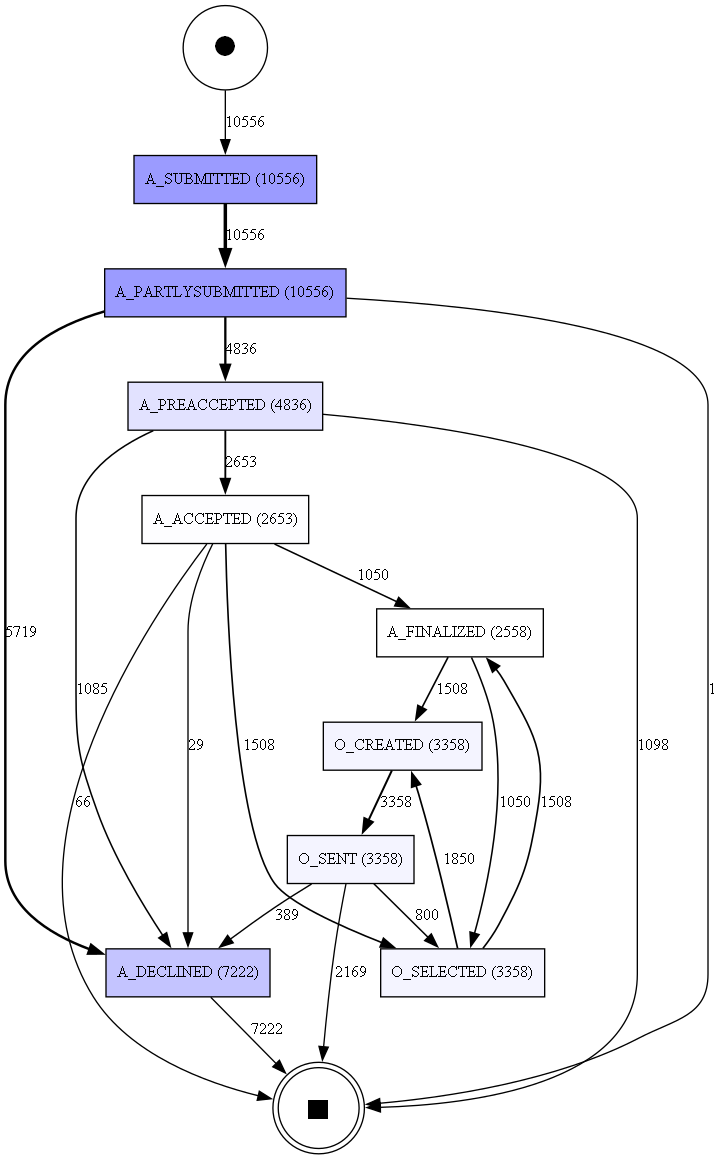 10556
A_SUBMITTED (10556)
10556
A_PARTLYSUBMITTED (10556)
4836
A_PREACCEPTED (4836)
2653
A_ACCEPTED (2653)
1050
A_FINALIZED (2558)
5719
1085
29
1508
1508
1
1098
O_CREATED (3358)
66
3358
1050
1508
O_SENT (3358)
1850
389
800
A_DECLINED (7222)
2169
O_SELECTED (3358)
7222